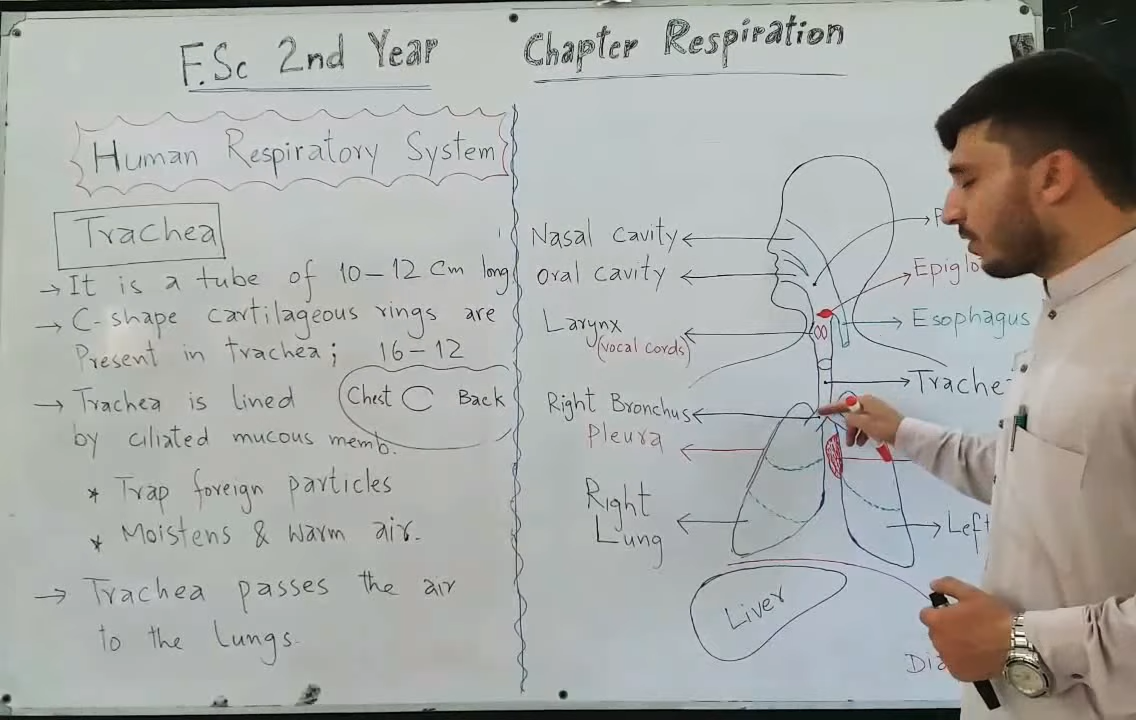 F.Sc 2nd Year
Chapter Respiration
Human Respiratory System
Trachea
→ It is a tube of 10-12 Cm long
→ C-shape cartilageous rings are
Present in trachea; 16-12
→ Trachea is lined
by ciliated mucous memb.
Chest C Back
* Trap foreign particles
* Moistens & warm air.
→ Trachea passes the air
to the lungs.
Nasal cavity
Oral cavity
Larynx
(vocal cords)
Right Bronchus
Pleura
Right
Lung
Esophagus
Liver